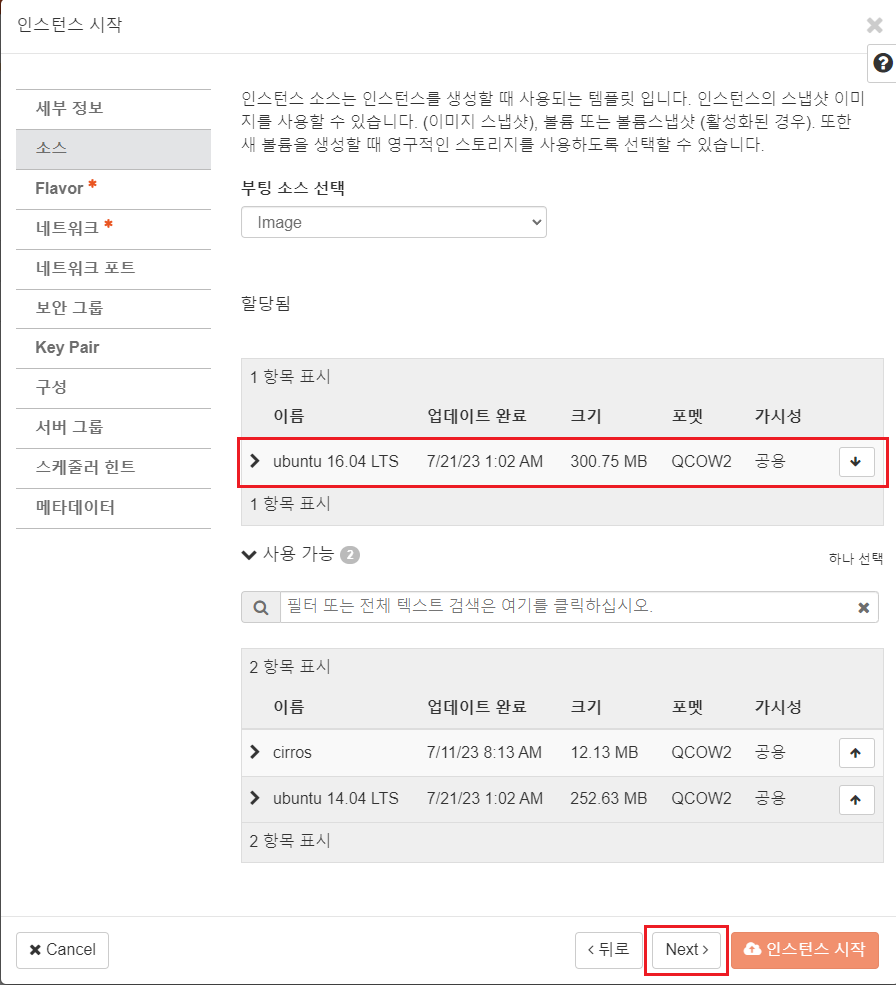 인스턴스 시작
세부 정보
소스
Flavor *
네트워크 *
네트워크 포트
보안 그룹
Key Pair
구성
서버 그룹
스케줄러 힌트
메타데이터
인스턴스 소스는 인스턴스를 생성할 때 사용되는 템플릿 입니다. 인스턴스의 스냅샷 이미
지를 사용할 수 있습니다. (이미지 스냅샷), 볼륨 또는 볼륨스냅샷 (활성화된 경우). 또한
새 볼륨을 생성할 때 영구적인 스토리지를 사용하도록 선택할 수 있습니다.
부팅 소스 선택
Image
할당됨
1 항목 표시
이름 업데이트 완료 크기 포멧 가시성
ubuntu 16.04 LTS 7/21/23 1:02 AM 300.75 MB QCOW2 공용
1 항목 표시
사용 가능 2
하나 선택
필터 또는 전체 텍스트 검색은 여기를 클릭하십시오.
2 항목 표시
이름 업데이트 완료 크기 포멧 가시성
cirros 7/11/23 8:13 AM 12.13 MB QCOW2 공용
ubuntu 14.04 LTS 7/21/23 1:02 AM 252.63 MB QCOW2 공용
2 항목 표시
× Cancel
< 뒤로
Next >
인스턴스 시작